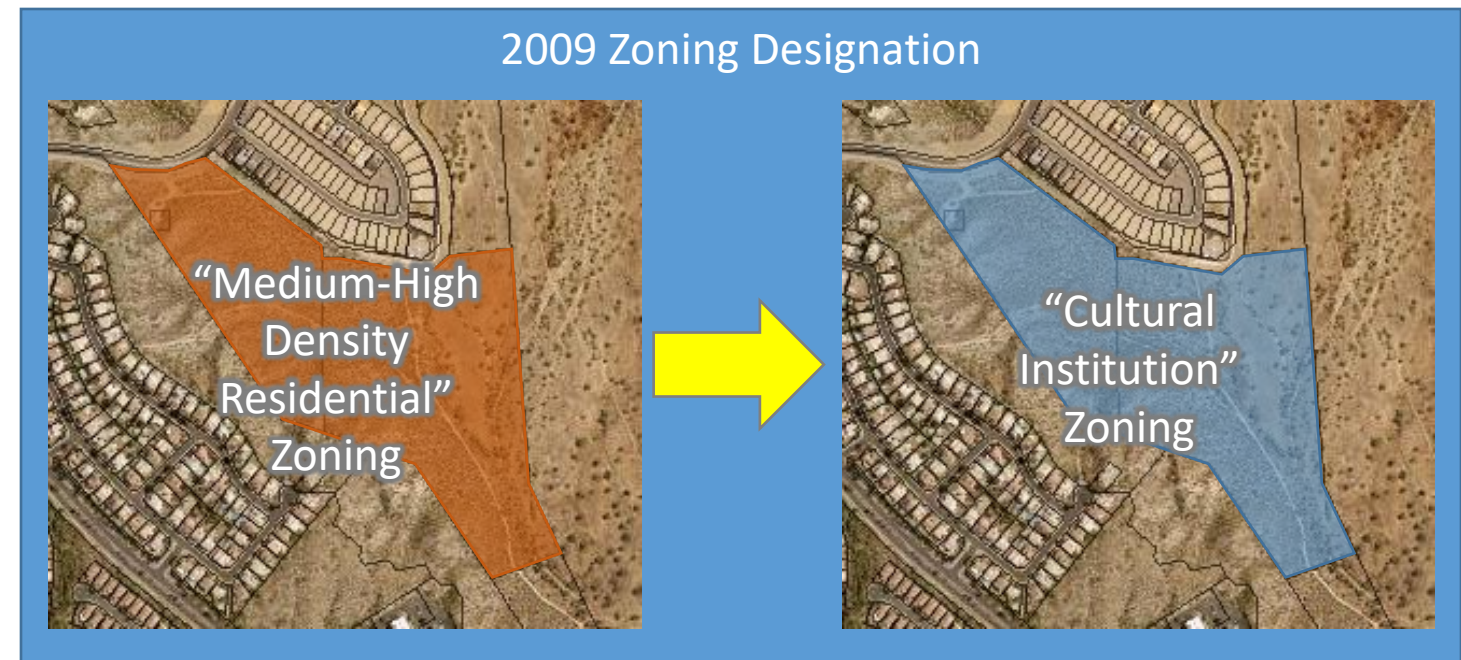 2009 Zoning Designation
“Medium-High
Density
Residential”
Zoning
“Cultural
Institution”
Zoning